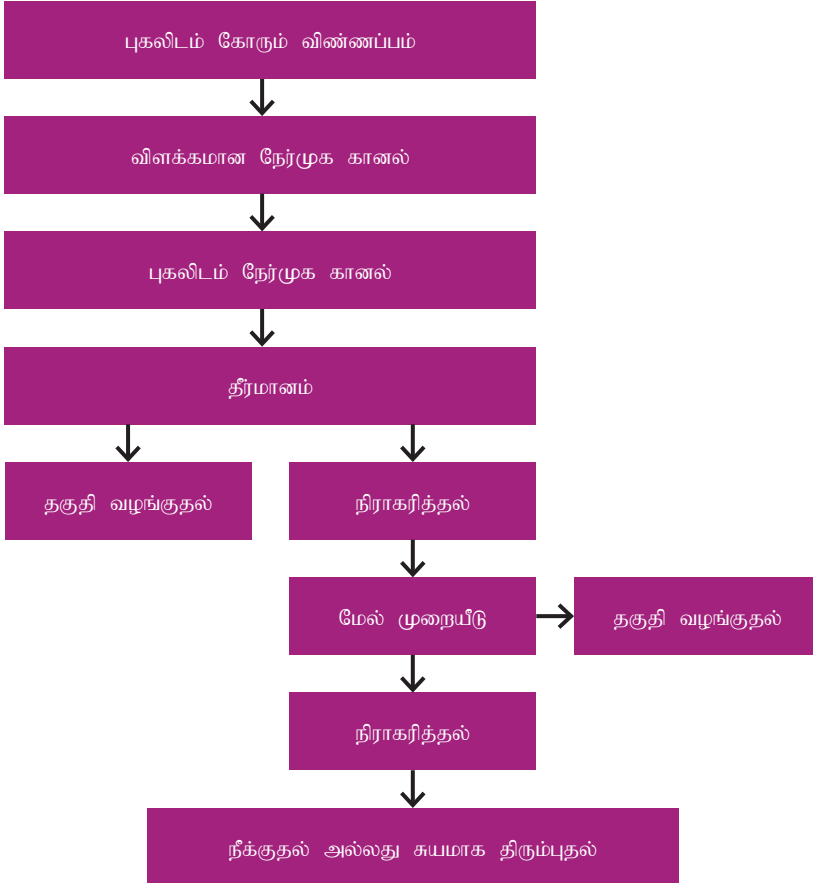 புகலிடம் கோரும் விண்ணப்பம்
விளக்கமான நேர்முக கானல்
புகலிடம் நேர்முக கானல்
தீர்மானம்
தகுதி வழங்குதல்
நிராகரித்தல்
மேல் முறையீடு
தகுதி வழங்குதல்
நிராகரித்தல்
நீக்குதல் அல்லது சுயமாக திரும்புதல்